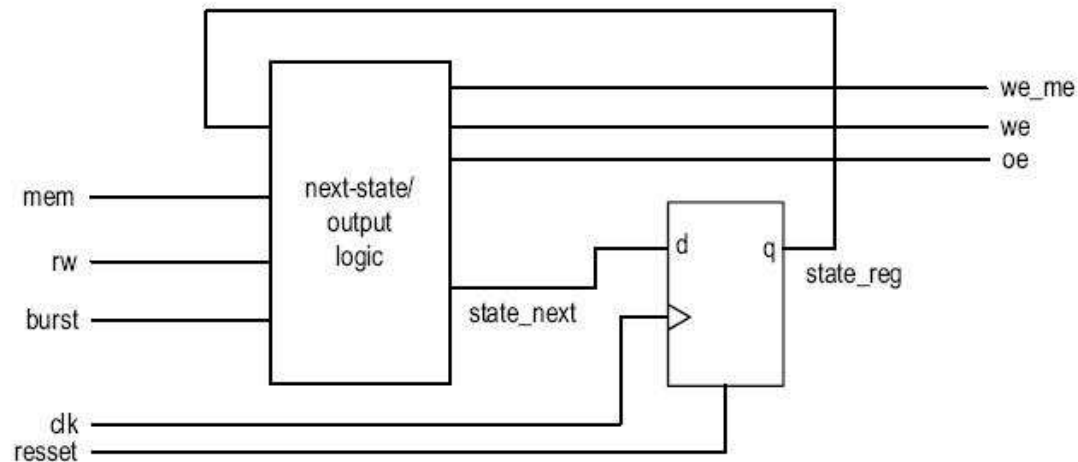 we_me
we
oe
mem
next-state/
output
logic
rw
d
q
state_reg
burst
state_next
clk
resset